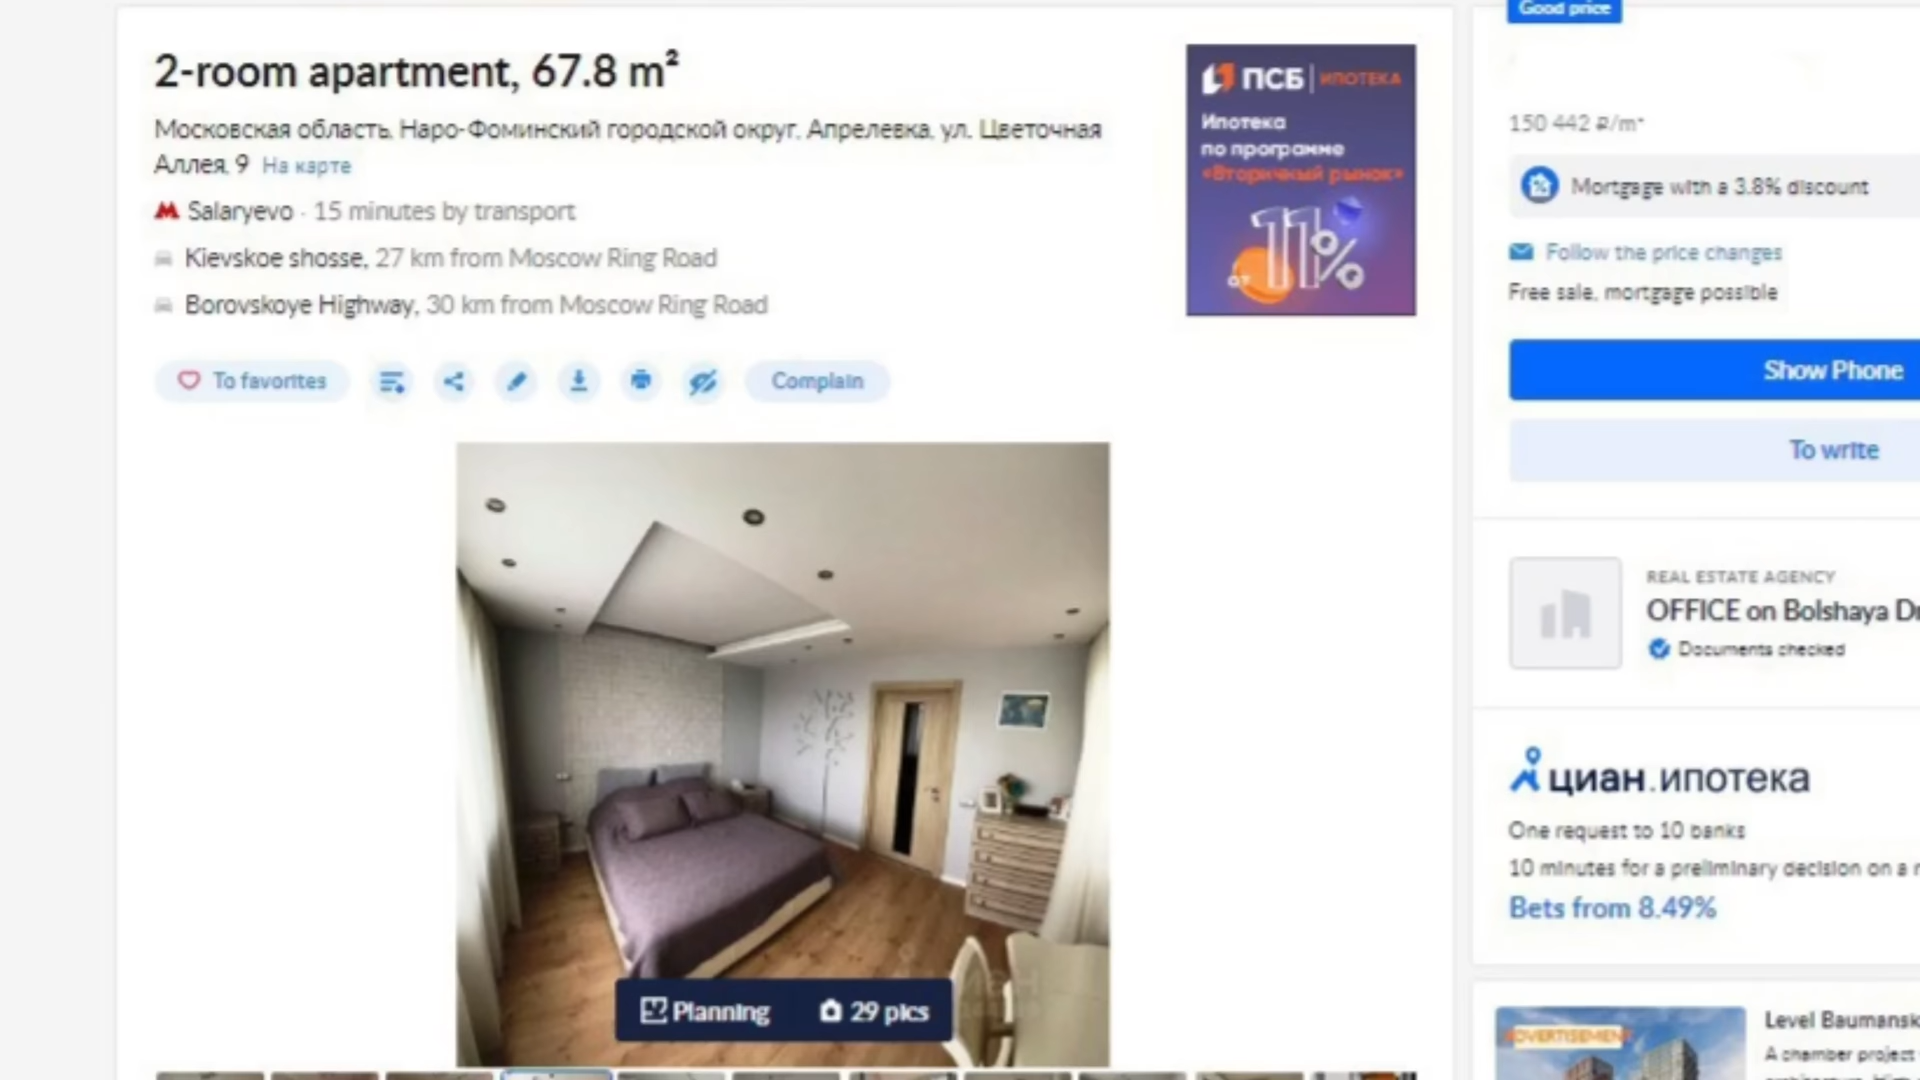 Good price
2-room apartment, 67.8 m²
Московская область, Наро-Фоминский городской округ, Апрелевка, ул. Цветочная
Аллея, 9 На карте
Salaryevo · 15 minutes by transport
Kievskoe shosse, 27 km from Moscow Ring Road
Borovskoye Highway, 30 km from Moscow Ring Road
To favorites
Complain
ПСБ | ИПОТЕКА
Ипотека
по программе
«Вторичный рынок»
от 11%
Planning 29 pics
150 442 ₽/m²
Mortgage with a 3.8% discount
Follow the price changes
Free sale, mortgage possible
Show Phone
To write
REAL ESTATE AGENCY
OFFICE on Bolshaya
Documents checked
циан.ипотека
One request to 10 banks
10 minutes for a preliminary decision on a
Bets from 8.49%
ADVERTISEMENT
Level Baumansk
A chamber project